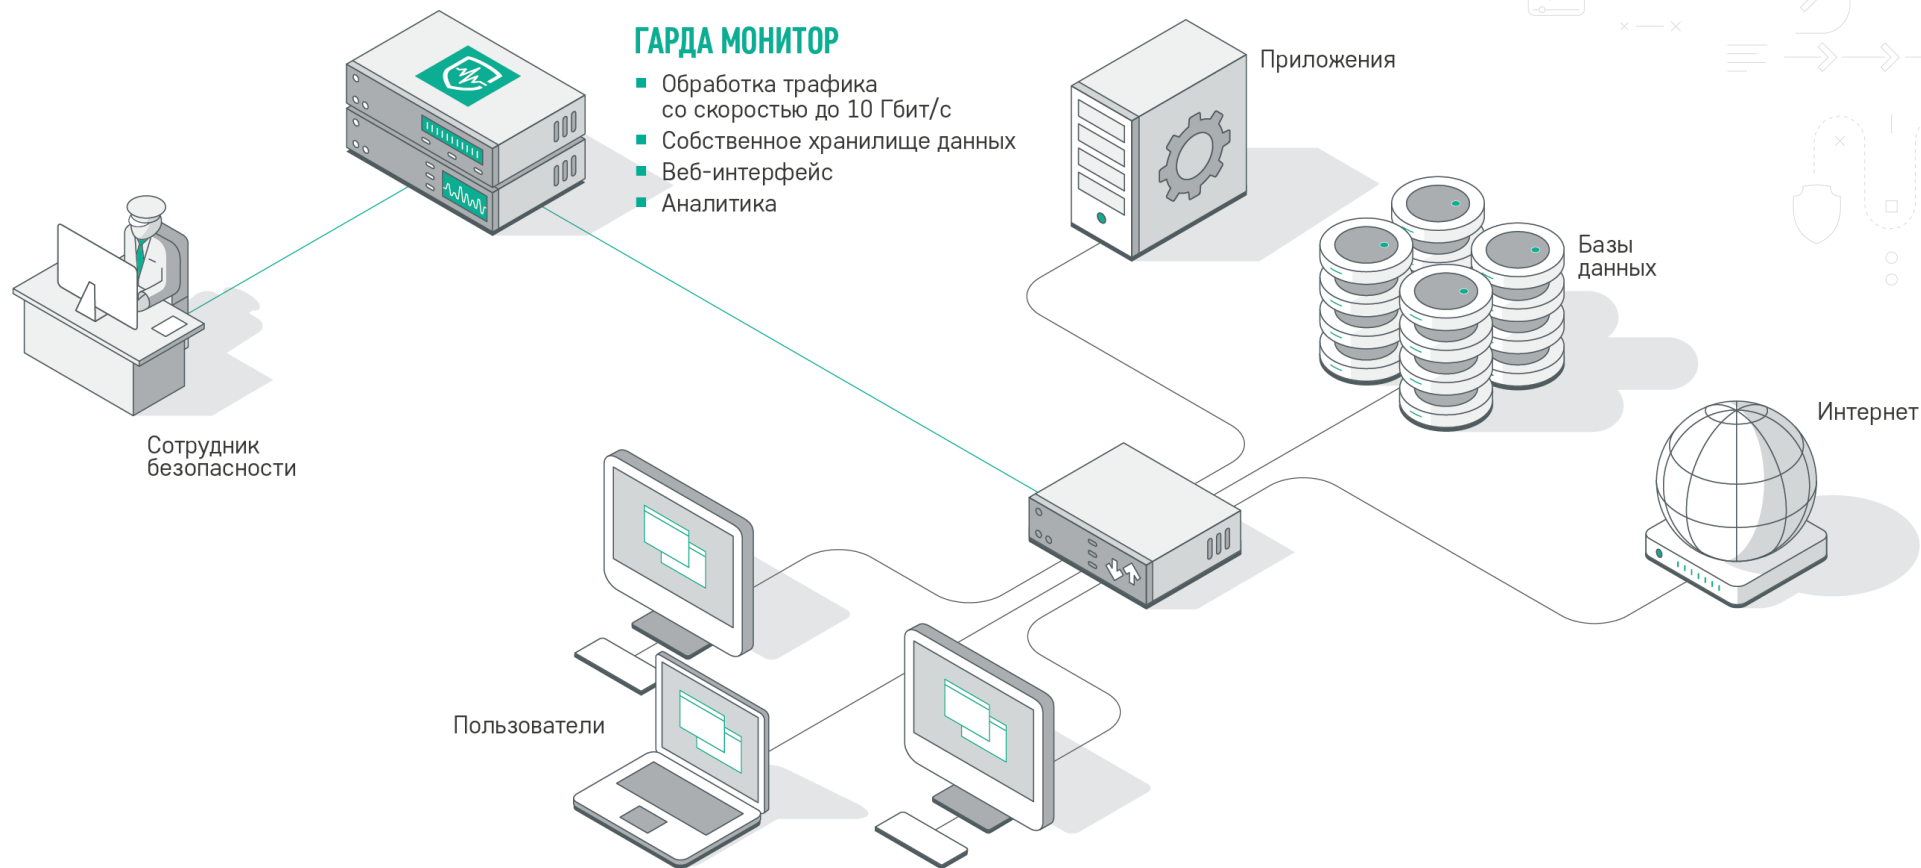 ГАРДА МОНИТОР
Обработка трафика
со скоростью до 10 Гбит/с
Собственное хранилище данных
Веб-интерфейс
Аналитика
Приложения
Базы
данных
Интернет
Сотрудник
безопасности
Пользователи